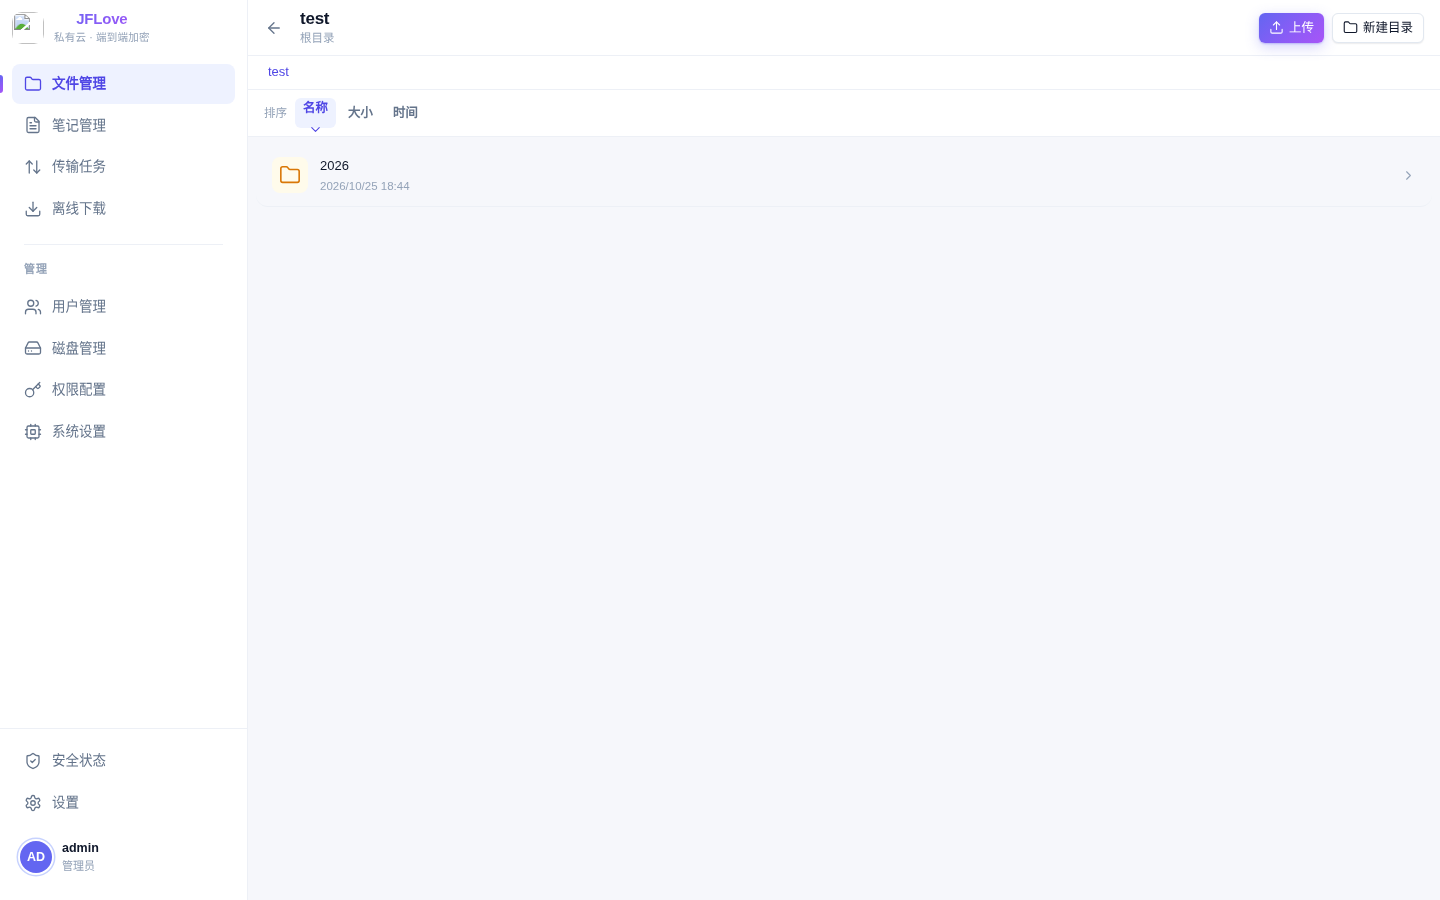 JFLove
私有云 · 端到端加密
文件管理
笔记管理
传输任务
离线下载
管理
用户管理
磁盘管理
权限配置
系统设置
安全状态
设置
AD
admin
管理员
test
根目录
上传
新建目录
test
排序 名称 大小 时间
2026
2026/10/25 18:44